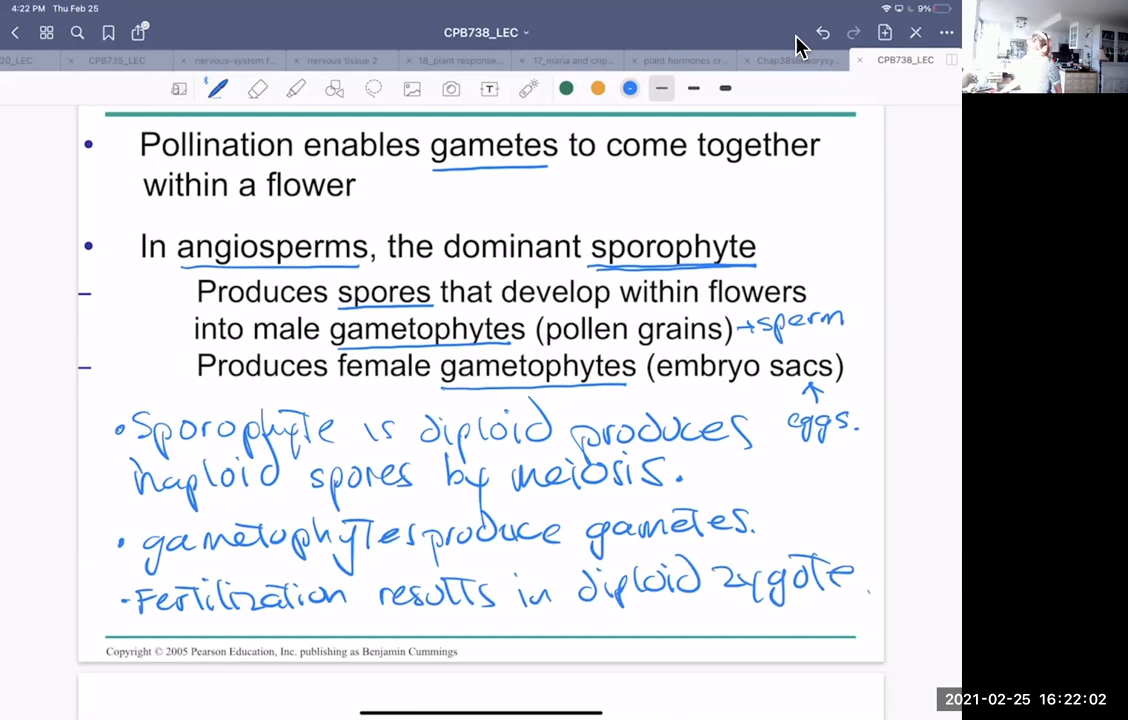 4:22 PM Thu Feb 25
9%
CPB738_LEC
20_LEC
CPB735_LEC
nervous-system f...
nervous tissue 2
18_plant response...
17_maria and crip...
plant hormones cr...
CPB738_LEC
• Pollination enables gametes to come together
within a flower
• In angiosperms, the dominant sporophyte
– Produces spores that develop within flowers
into male gametophytes (pollen grains) → sperm
– Produces female gametophytes (embryo sacs)
↑
eggs.
• Sporophyte is diploid produces
haploid spores by meiosis.
• gametophytes produce gametes.
- Fertilization results in diploid zygote.
Copyright © 2005 Pearson Education, Inc. publishing as Benjamin Cummings
2021-02-25 16:22:02